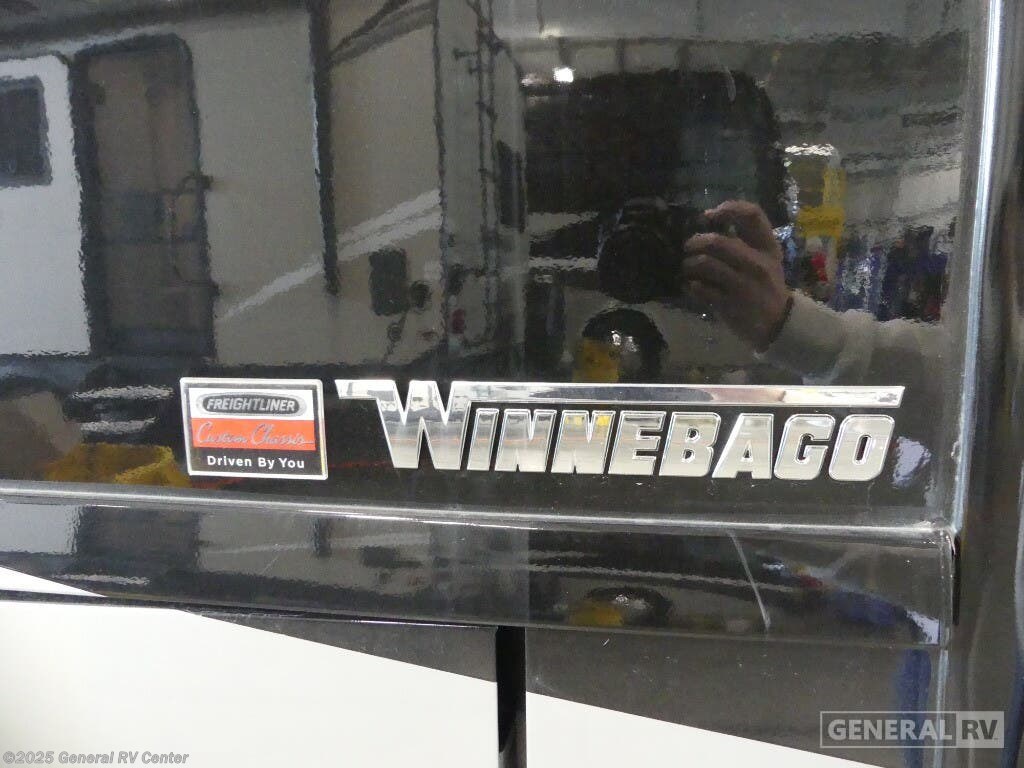 FREIGHTLINER
Custom Chassis
Driven By You
WINNEBAGO
GENERAL RV
©2025 General RV Center